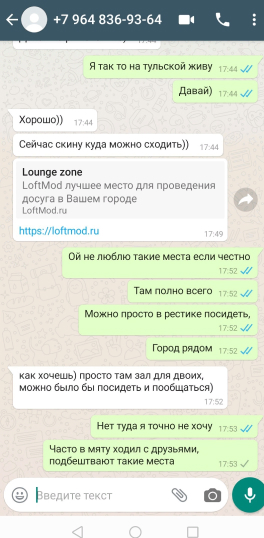 +7 964 836-93-64
17:44
Я так то на тульской живу 17:44
Давай) 17:44
Хорошо)) 17:44
Сейчас скину куда можно сходить)) 17:44
Lounge zone
LoftMod лучшее место для проведения
досуга в Вашем городе
LoftMod.ru
https://loftmod.ru 17:49
Ой не люблю такие места если честно
17:52
Там полно всего 17:52
Можно просто в рестике посидеть,
17:52
Город рядом 17:52
как хочешь) просто там зал для двоих,
можно было бы посидеть и пообщаться)
17:52
Нет туда я точно не хочу 17:53
Часто в мяту ходил с друзьями,
подбештвают такие места 17:53
Введите текст